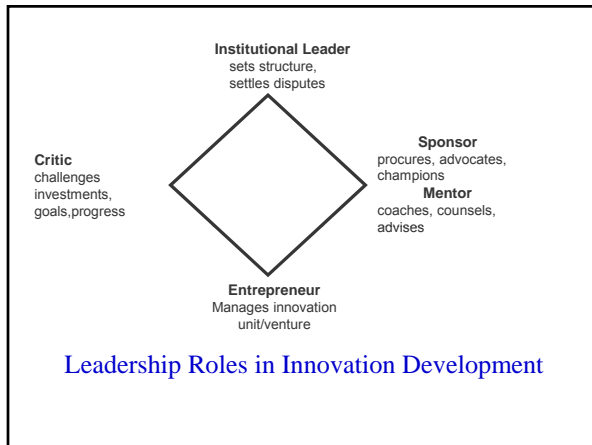 Institutional Leader
sets structure,
settles disputes
Critic
challenges
investments,
goals,progress
Sponsor
procures, advocates,
champions
Mentor
coaches, counsels,
advises
Entrepreneur
Manages innovation
unit/venture
Leadership Roles in Innovation Development